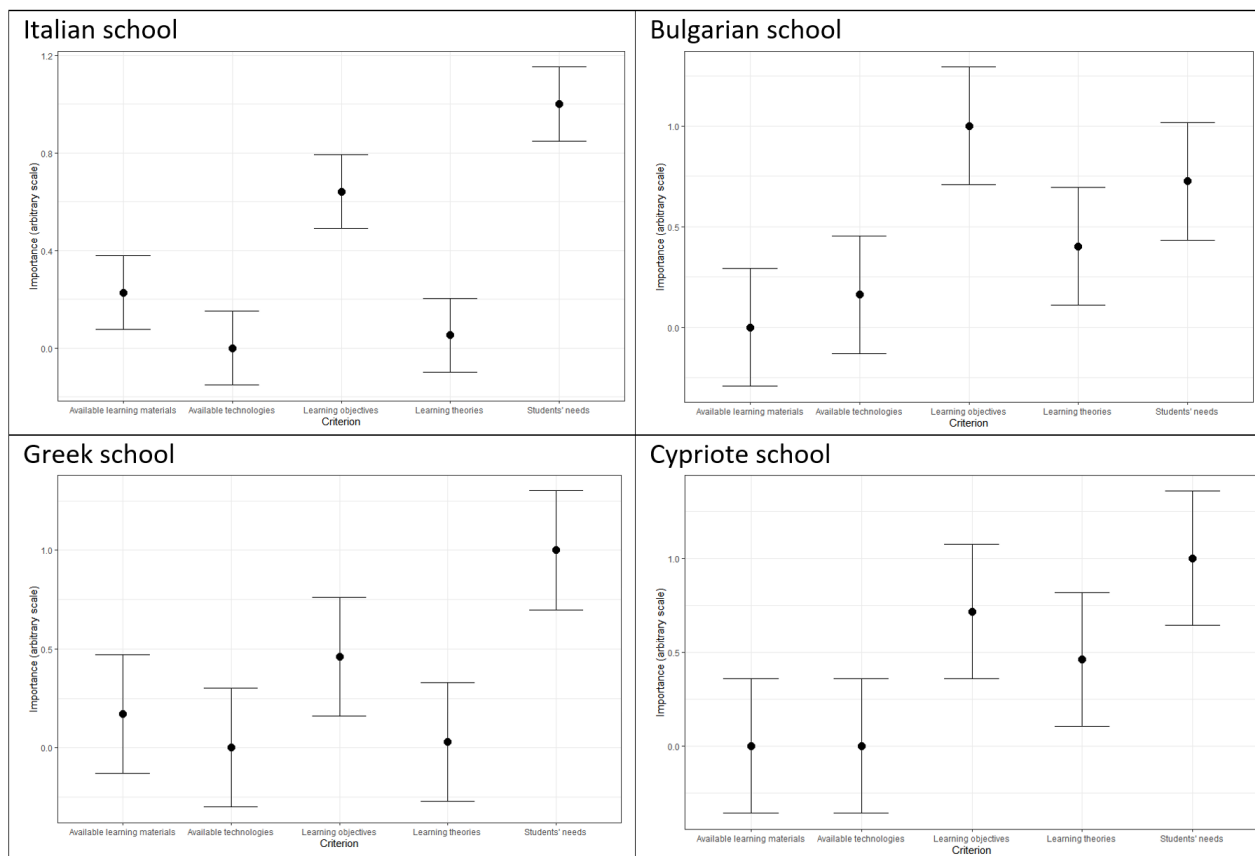 Italian school
1.2
0.8
0.4
0.0
Importance (arbitrary scale)
Available learning materials
Available technologies
Learning objectives
Learning theories
Students' needs
Criterion
Bulgarian school
1.0
0.5
0.0
Importance (arbitrary scale)
Available learning materials
Available technologies
Learning objectives
Learning theories
Students' needs
Criterion
Greek school
1.0
0.5
0.0
Importance (arbitrary scale)
Available learning materials
Available technologies
Learning objectives
Learning theories
Students' needs
Criterion
Cypriote school
1.0
0.5
0.0
Importance (arbitrary scale)
Available learning materials
Available technologies
Learning objectives
Learning theories
Students' needs
Criterion